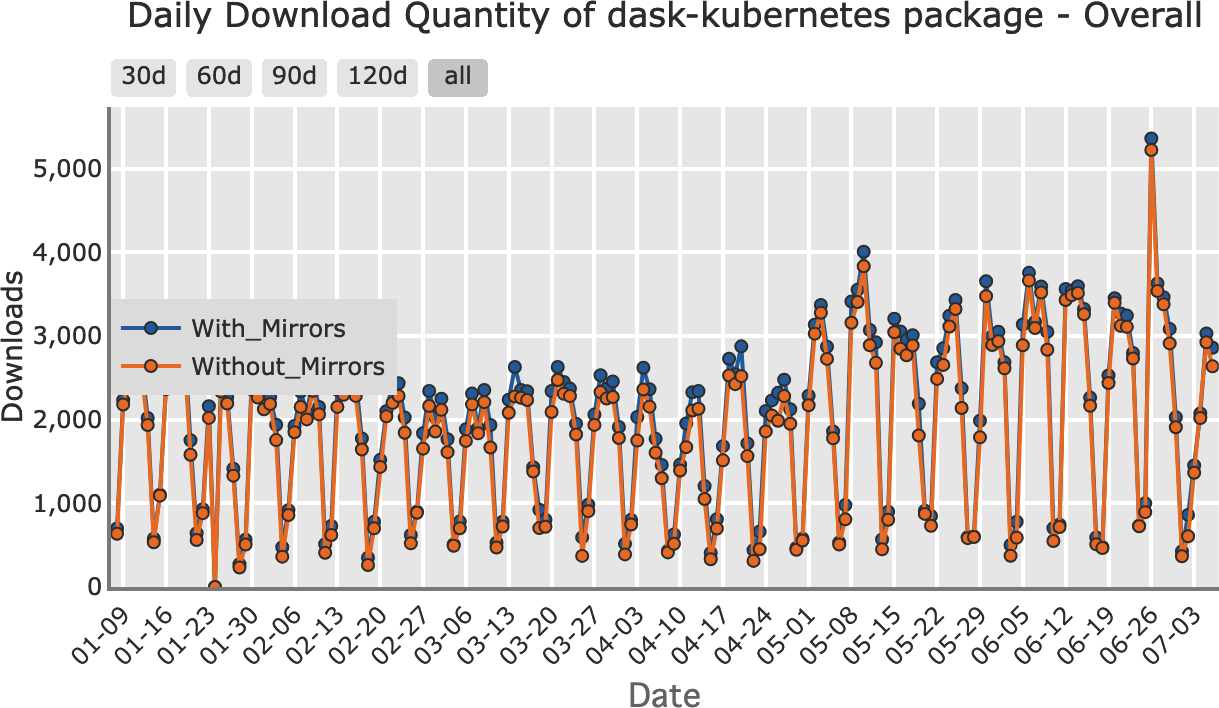 Daily Download Quantity of dask-kubernetes package - Overall
30d 60d 90d 120d all
Downloads
5,000
4,000
3,000
2,000
1,000
0
With_Mirrors
Without_Mirrors
01-09 01-16 01-23 01-30 02-06 02-13 02-20 02-27 03-06 03-13 03-20 03-27 04-03 04-10 04-17 04-24 05-01 05-08 05-15 05-22 05-29 06-05 06-12 06-19 06-26 07-03
Date